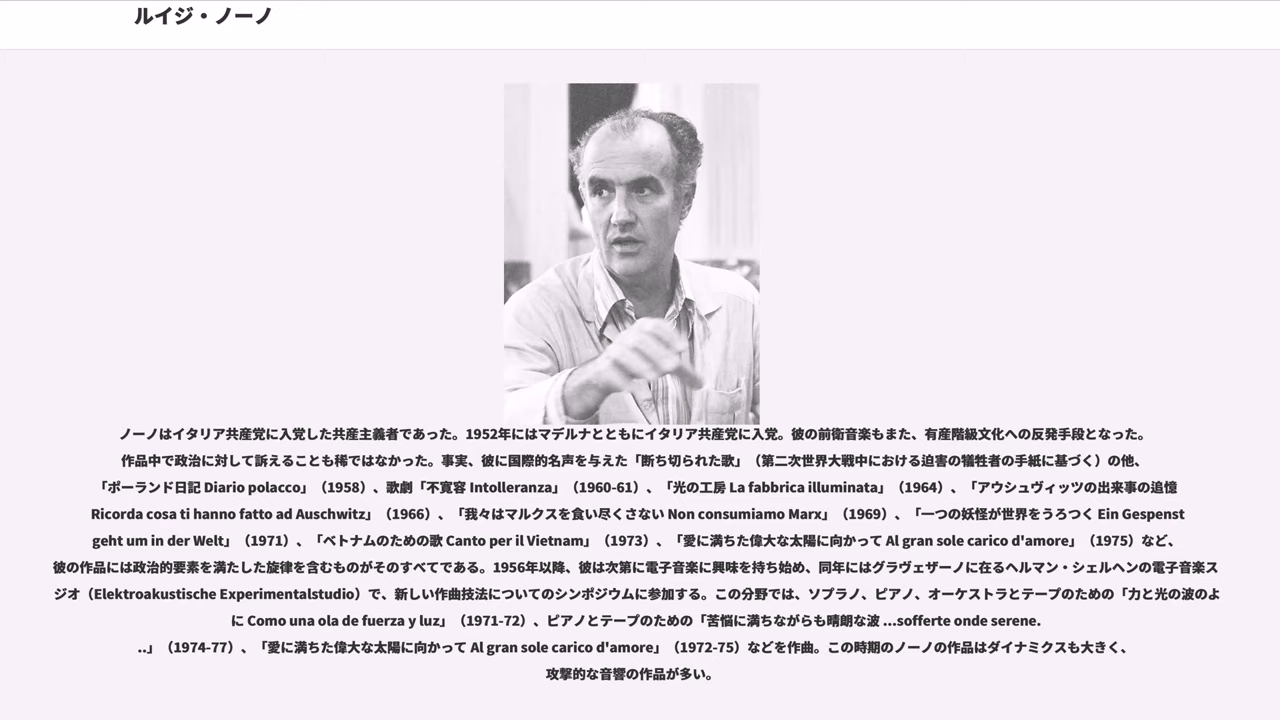 ルイジ・ノーノ
ノーノはイタリア共産党に入党した共産主義者であった。1952年にはマデルナとともにイタリア共産党に入党。彼の前衛音楽もまた、有産階級文化への反発手段となった。
作品中で政治に対して訴えることも稀ではなかった。事実、彼に国際的名声を与えた「断ち切られた歌」（第二次世界大戦中における迫害の犠牲者の手紙に基づく）の他、
「ポーランド日記 Diario polacco」（1958）、歌劇「不寛容 Intolleranza」（1960-61）、「光の工房 La fabbrica illuminata」（1964）、「アウシュヴィッツの出来事の追憶
Ricorda cosa ti hanno fatto ad Auschwitz」（1966）、「我々はマルクスを食い尽くさない Non consumiamo Marx」（1969）、「一つの妖怪が世界をうろつく Ein Gespenst
geht um in der Welt」（1971）、「ベトナムのための歌 Canto per il Vietnam」（1973）、「愛に満ちた偉大な太陽に向かって Al gran sole carico d'amore」（1975）など、
彼の作品には政治的要素を満たした旋律を含むものがそのすべてである。1956年以降、彼は次第に電子音楽に興味を持ち始め、同年にはグラヴェザーノに在るヘルマン・シェルヘンの電子音楽ス
ジオ（Elektroakustische Experimentalstudio）で、新しい作曲技法についてのシンポジウムに参加する。この分野では、ソプラノ、ピアノ、オーケストラとテープのための「力と光の波のよ
に Como una ola de fuerza y luz」（1971-72）、ピアノとテープのための「苦悩に満ちながらも晴朗な波 ...sofferte onde serene.
..」（1974-77）、「愛に満ちた偉大な太陽に向かって Al gran sole carico d'amore」（1972-75）などを作曲。この時期のノーノの作品はダイナミクスも大きく、
攻撃的な音響の作品が多い。